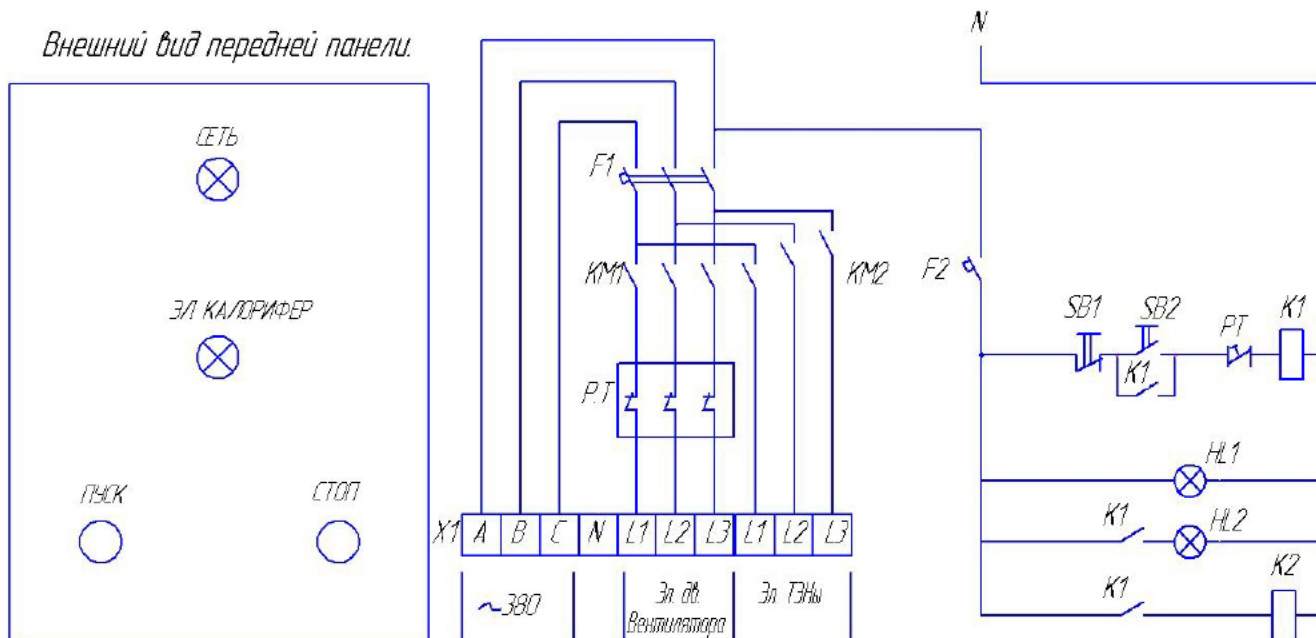 Внешний вид передней панели.
СЕТЬ
ЭЛ КАЛОРИФЕР
ПУСК
СТОП
F1
KM1
KM2
Р.Т
X1 A B C N L1 L2 L3 L1 L2 L3
~380
Эл. дв. Вентилятора
Эл. ТЭНы
N
F2
SB1
SB2
K1
РТ
K1
HL1
K1
HL2
K1
K2